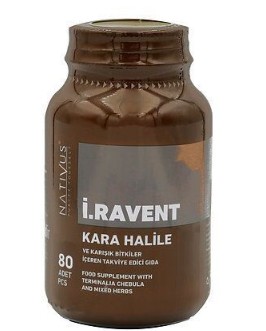 NATIVUS
İ.RAVENT
KARA HALİLE
VE KARIŞIK BİTKİLER
İÇEREN TAKVİYE EDİCİ GIDA
80
ADET
PCS
FOOD SUPPLEMENT WITH
TERMINALIA CHEBULA
AND MIXED HERBS